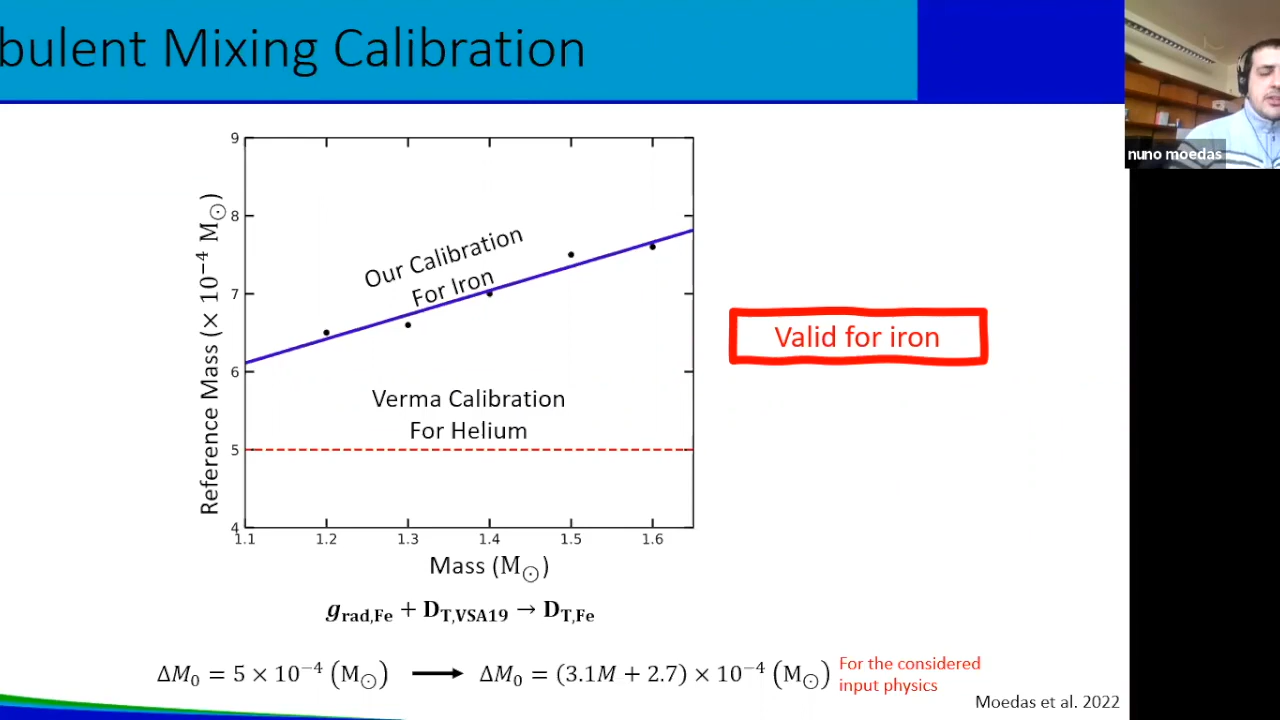 bulent Mixing Calibration
nuno moedas
9
8
7
6
5
4
Reference Mass (× 10⁻⁴ M☉)
Our Calibration
For Iron
Verma Calibration
For Helium
1.1 1.2 1.3 1.4 1.5 1.6
Mass (M☉)
Valid for iron
g_rad,Fe + D_T,VSA19 → D_T,Fe
ΔM₀ = 5 × 10⁻⁴ (M☉) → ΔM₀ = (3.1M + 2.7) × 10⁻⁴ (M☉)
For the considered
input physics
Moedas et al. 2022